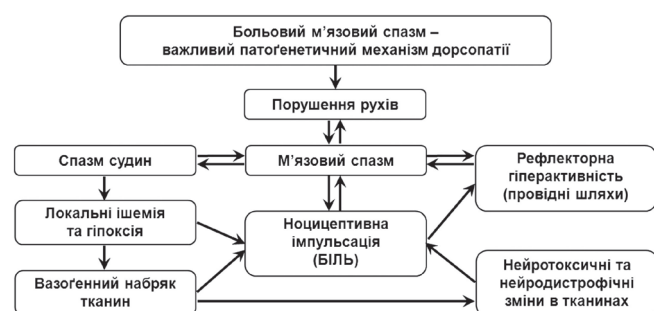 Больовий м’язовий спазм –
важливий патоґенетичний механізм дорсопатії
Порушення рухів
Спазм судин
М’язовий спазм
Рефлекторна
гіперактивність
(провідні шляхи)
Локальні ішемія
та гіпоксія
Ноцицептивна
імпульсація
(БІЛЬ)
Вазоґенний набряк
тканин
Нейротоксичні та
нейродистрофічні
зміни в тканинах